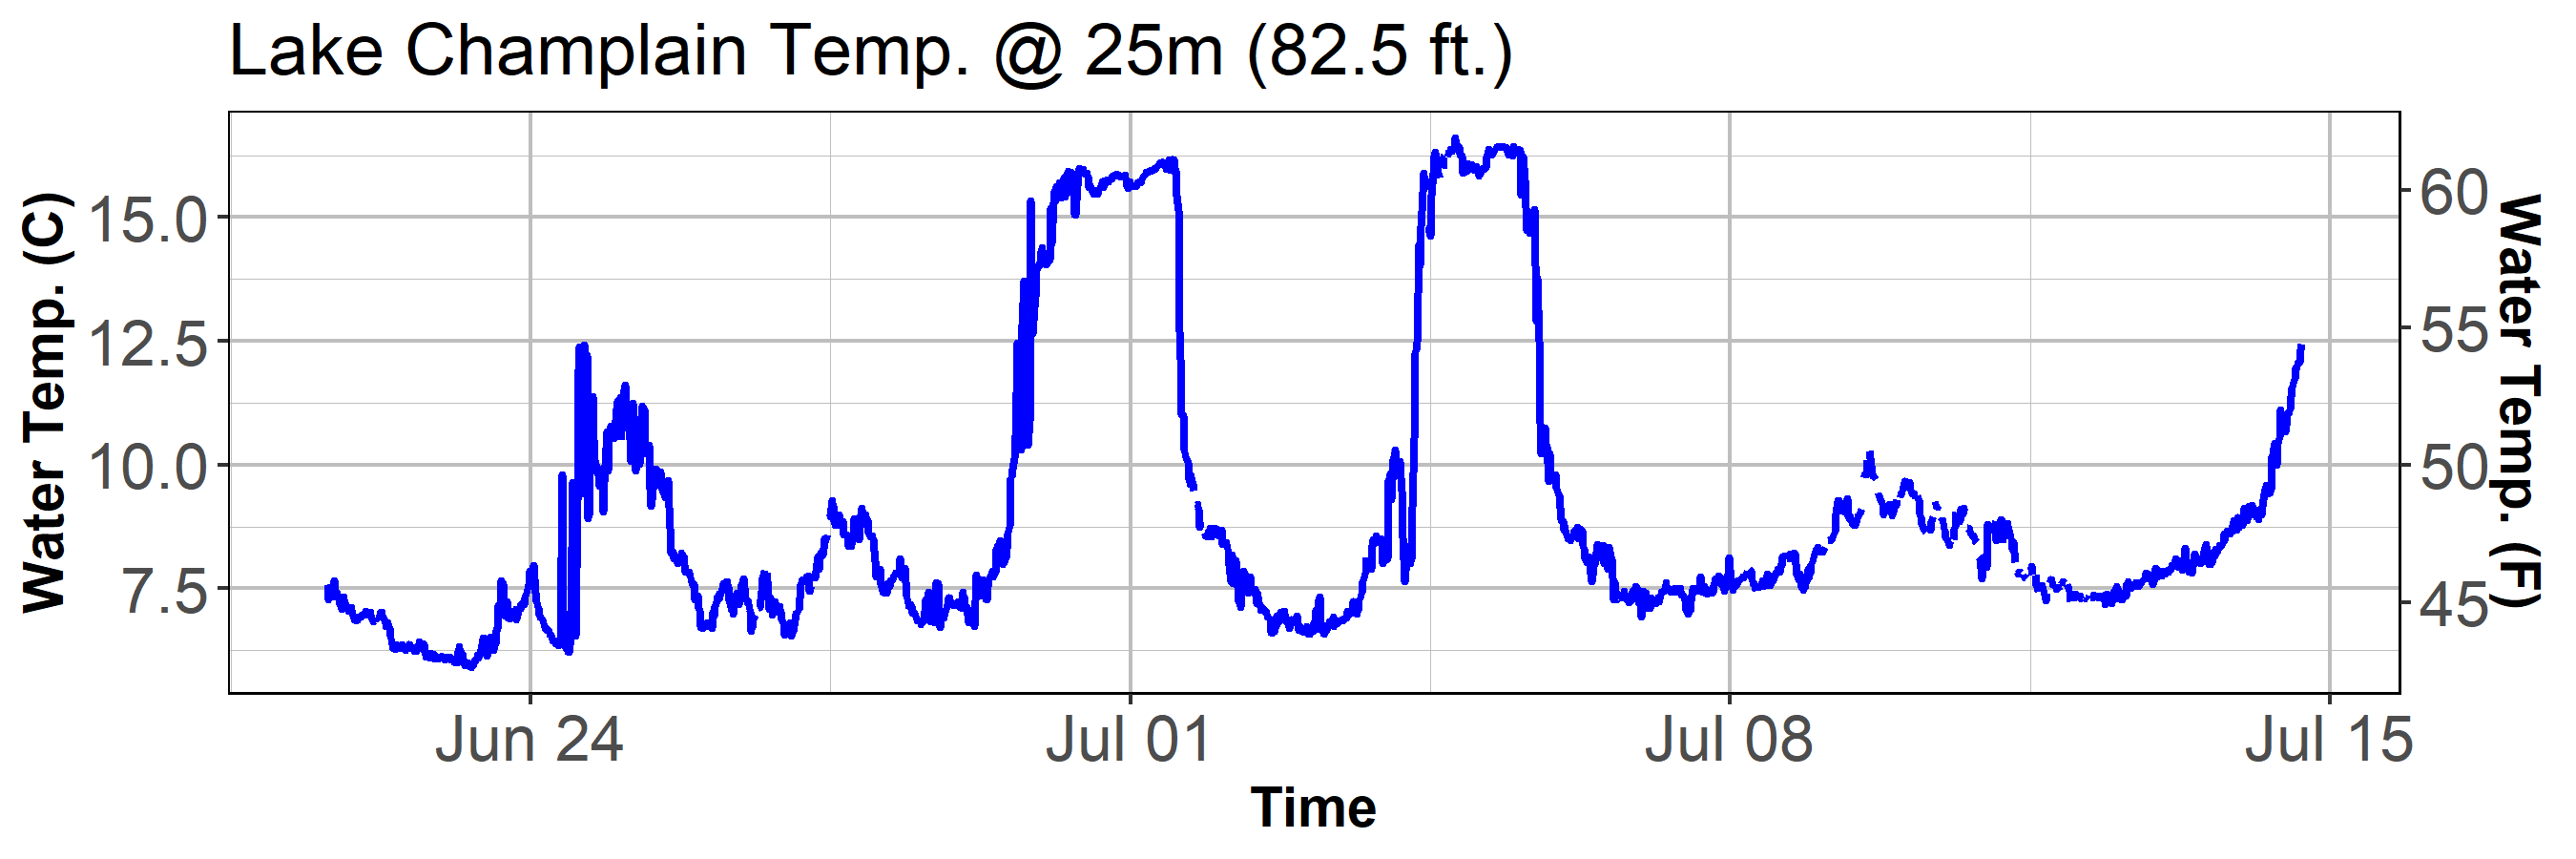 Lake Champlain Temp. @ 25m (82.5 ft.)
Water Temp. (C)
15.0
12.5
10.0
7.5
60
55
50
45
Water Temp. (F)
Jun 24
Jul 01
Jul 08
Jul 15
Time